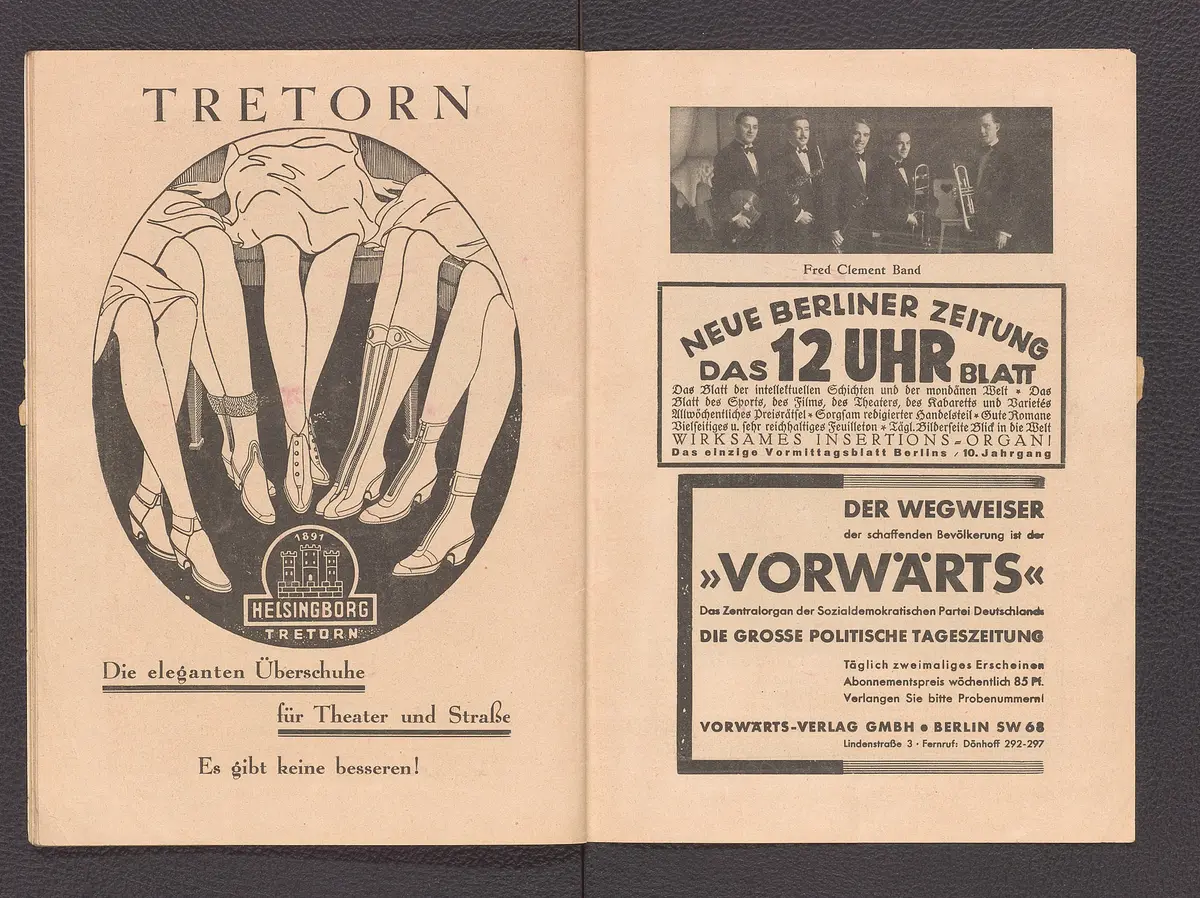 TRETORN
1891
HELSINGBORG
TRETORN
Die eleganten Überschuhe
für Theater und Straße
Es gibt keine besseren!
Fred Clement Band
NEUE BERLINER ZEITUNG
DAS 12 UHR BLATT
Das Blatt der intellektuellen Schichten und der mondänen Welt * Das
Blatt des Sports, des Films, des Theaters, des Kabaretts und Varietés
Allwöchentliches Preisrätsel * Sorgsam redigierter Handelsteil * Gute Romane
Vielseitiges u. sehr reichhaltiges Feuilleton * Tägl. Bilderseite Blick in die Welt
WIRKSAMES INSERTIONS-ORGAN!
Das einzige Vormittagsblatt Berlins / 10. Jahrgang
DER WEGWEISER
der schaffenden Bevölkerung ist der
»VORWÄRTS«
Das Zentralorgan der Sozialdemokratischen Partei Deutschlands
DIE GROSSE POLITISCHE TAGESZEITUNG
Täglich zweimaliges Erscheinen
Abonnementspreis wöchentlich 85 Pf.
Verlangen Sie bitte Probenummern!
VORWÄRTS-VERLAG GMBH • BERLIN SW 68
Lindenstraße 3 · Fernruf: Dönhoff 292-297